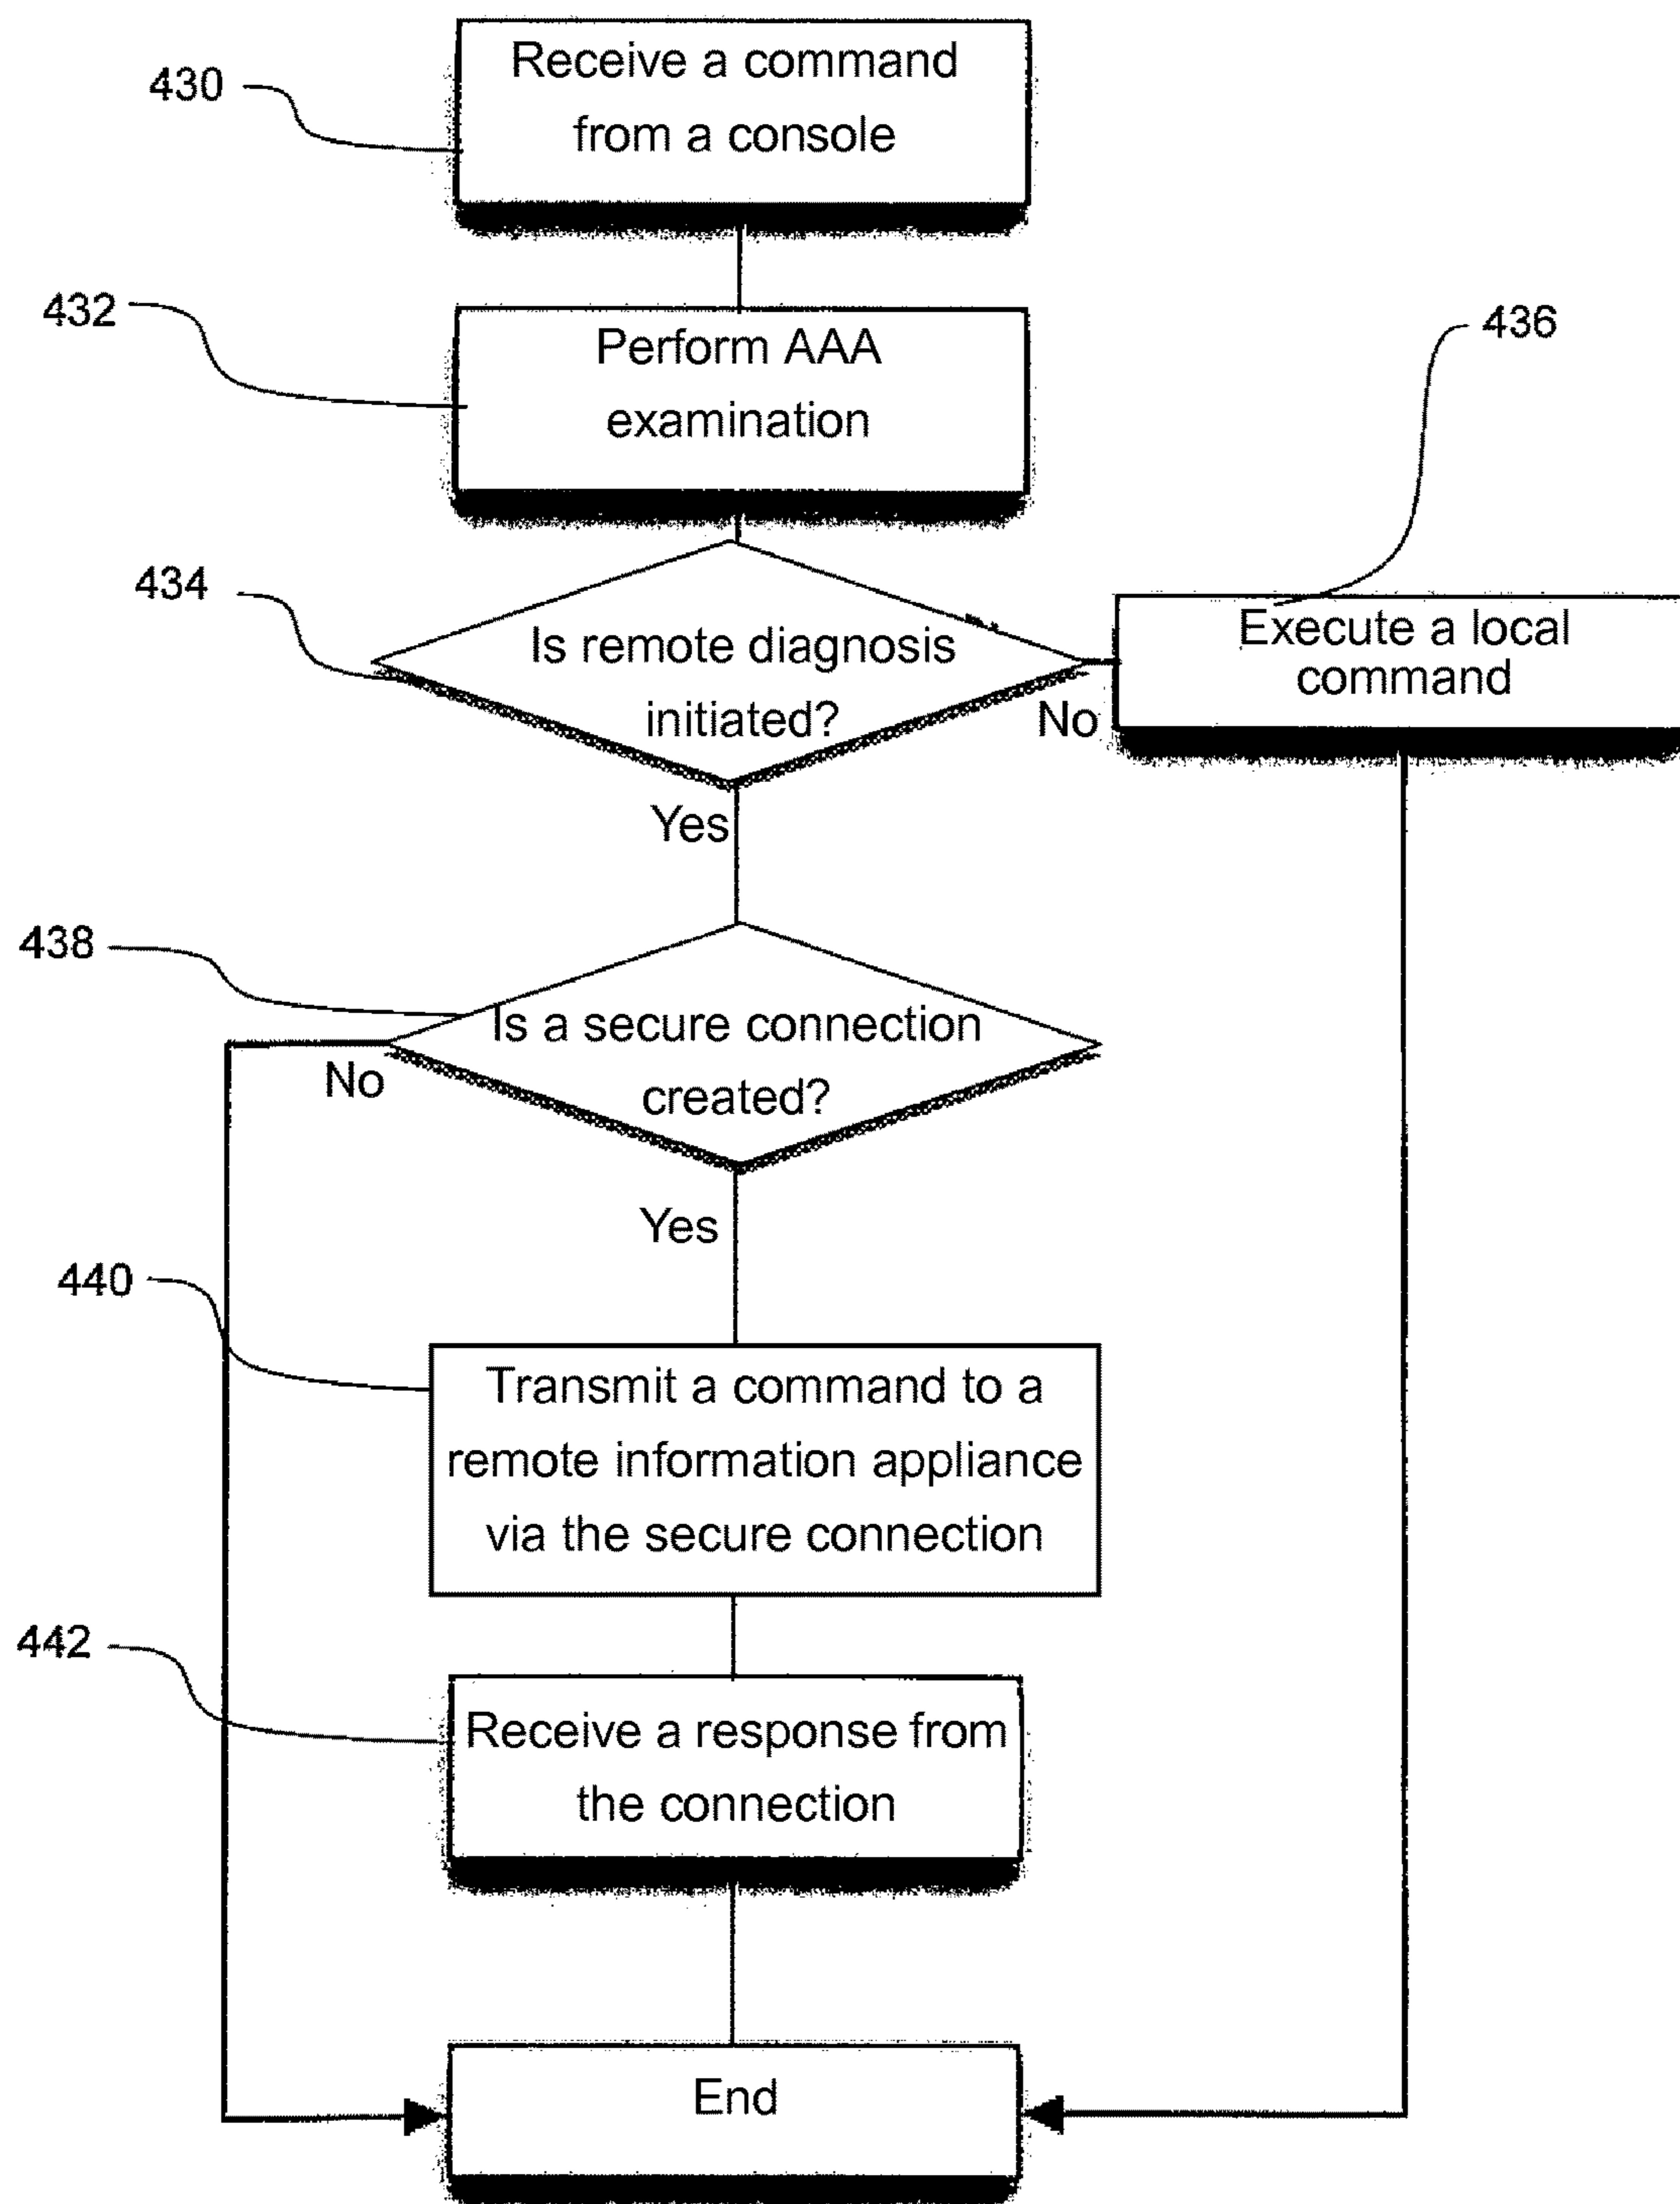 430
Receive a command
from a console
432
Perform AAA
examination
436
434
Is remote diagnosis
initiated?
No
Execute a local
command
Yes
438
Is a secure connection
created?
No
Yes
440
Transmit a command to a
remote information appliance
via the secure connection
442
Receive a response from
the connection
End